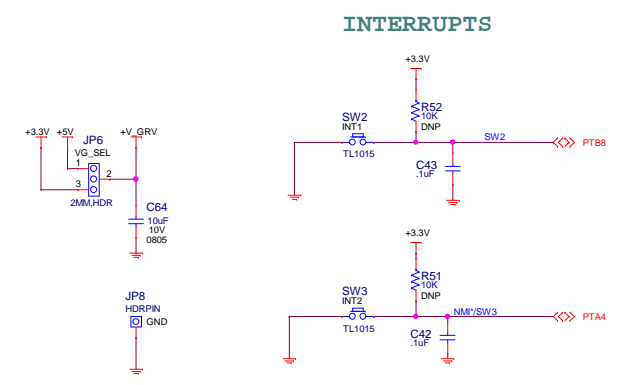 INTERRUPTS
+3.3V
R52
10K
DNP
SW2
INT1
TL1015
SW2
PTB8
C43
.1uF
+3.3V
+5V
+V_GRV
JP6
VG_SEL
1
2
3
2MM,HDR
C64
10uF
10V
0805
+3.3V
R51
10K
DNP
SW3
INT2
TL1015
NMI*/SW3
PTA4
C42
.1uF
JP8
HDRPIN
GND